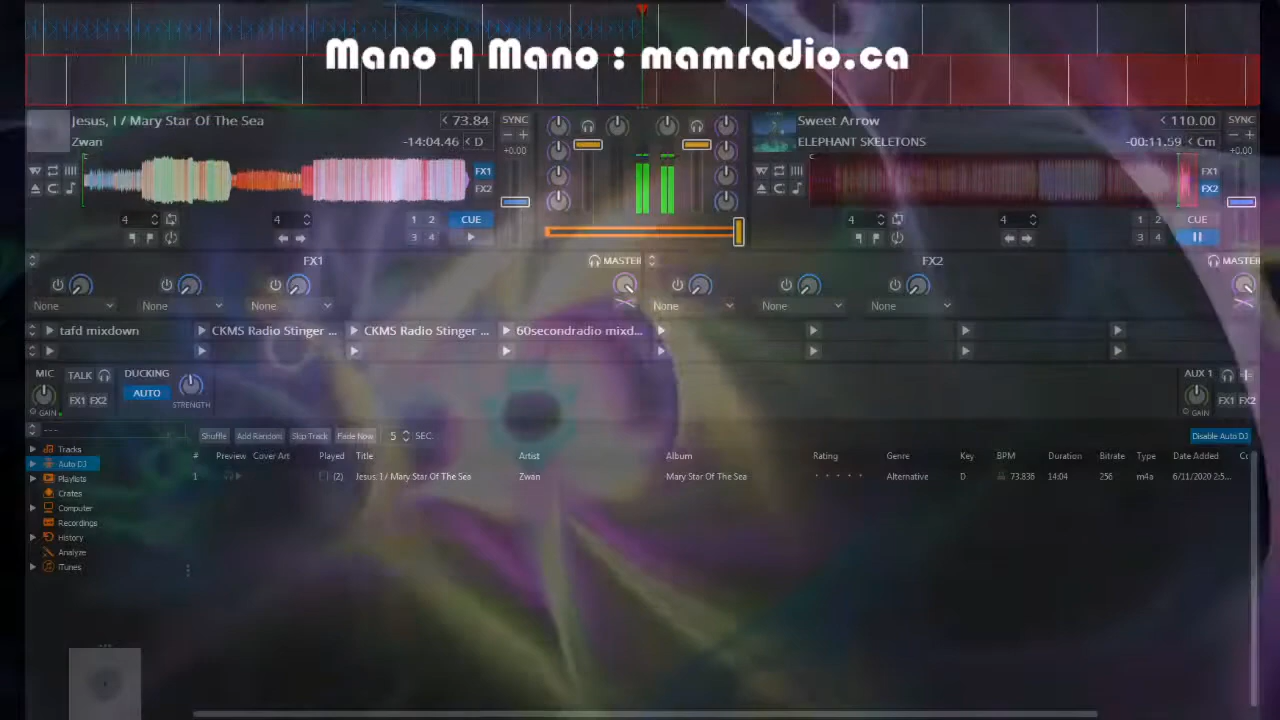 Mano A Mano : mamradio.ca
Jesus, I / Mary Star Of The Sea
73.84
SYNC
Zwan
-14:04.46
D
+0.00
FX1
FX2
4
4
1 2
CUE
3 4
Sweet Arrow
110.00
SYNC
ELEPHANT SKELETONS
-00:11.59
Cm
+0.00
FX1
FX2
4
4
1 2
CUE
3 4
FX1
MASTER
FX2
MASTER
None
None
None
None
None
None
tafd mixdown
CKMS Radio Stinger ...
CKMS Radio Stinger ...
60secondradio mixd...
MIC
TALK
DUCKING
AUX 1
FX1 FX2
AUTO
STRENGTH
GAIN
FX1 FX2
GAIN
---
Shuffle
Add Random
Skip Track
Fade Now
5
SEC.
Disable Auto DJ
Tracks
Auto DJ
Playlists
Crates
Computer
Recordings
History
Analyze
iTunes
# Preview Cover Art Played Title Artist Album Rating Genre Key BPM Duration Bitrate Type Date Added
1 (2) Jesus, I / Mary Star Of The Sea Zwan Mary Star Of The Sea Alternative D 73.836 14:04 256 m4a 6/11/2020 2:5...